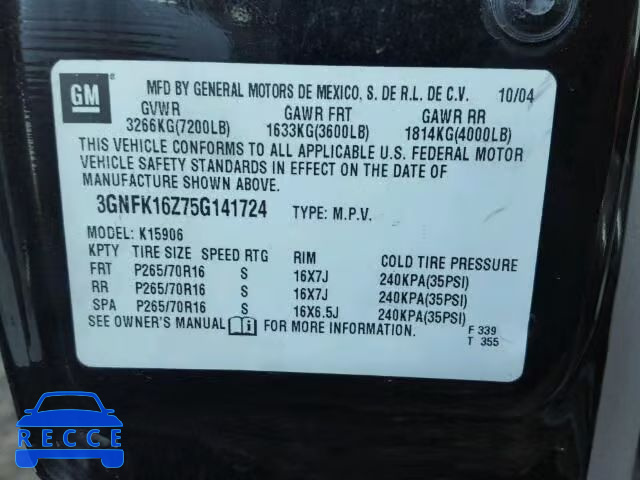 GM ®
MFD BY GENERAL MOTORS DE MEXICO, S. DE R.L. DE C.V. 10/04
GVWR GAWR FRT GAWR RR
3266KG(7200LB) 1633KG(3600LB) 1814KG(4000LB)
THIS VEHICLE CONFORMS TO ALL APPLICABLE U.S. FEDERAL MOTOR
VEHICLE SAFETY STANDARDS IN EFFECT ON THE DATE OF
MANUFACTURE SHOWN ABOVE.
3GNFK16Z75G141724 TYPE: M.P.V.
MODEL: K15906
KPTY TIRE SIZE SPEED RTG RIM COLD TIRE PRESSURE
FRT P265/70R16 S 16X7J 240KPA(35PSI)
RR P265/70R16 S 16X7J 240KPA(35PSI)
SPA P265/70R16 S 16X6.5J 240KPA(35PSI)
SEE OWNER'S MANUAL FOR MORE INFORMATION.
F 339
T 355
RECCE